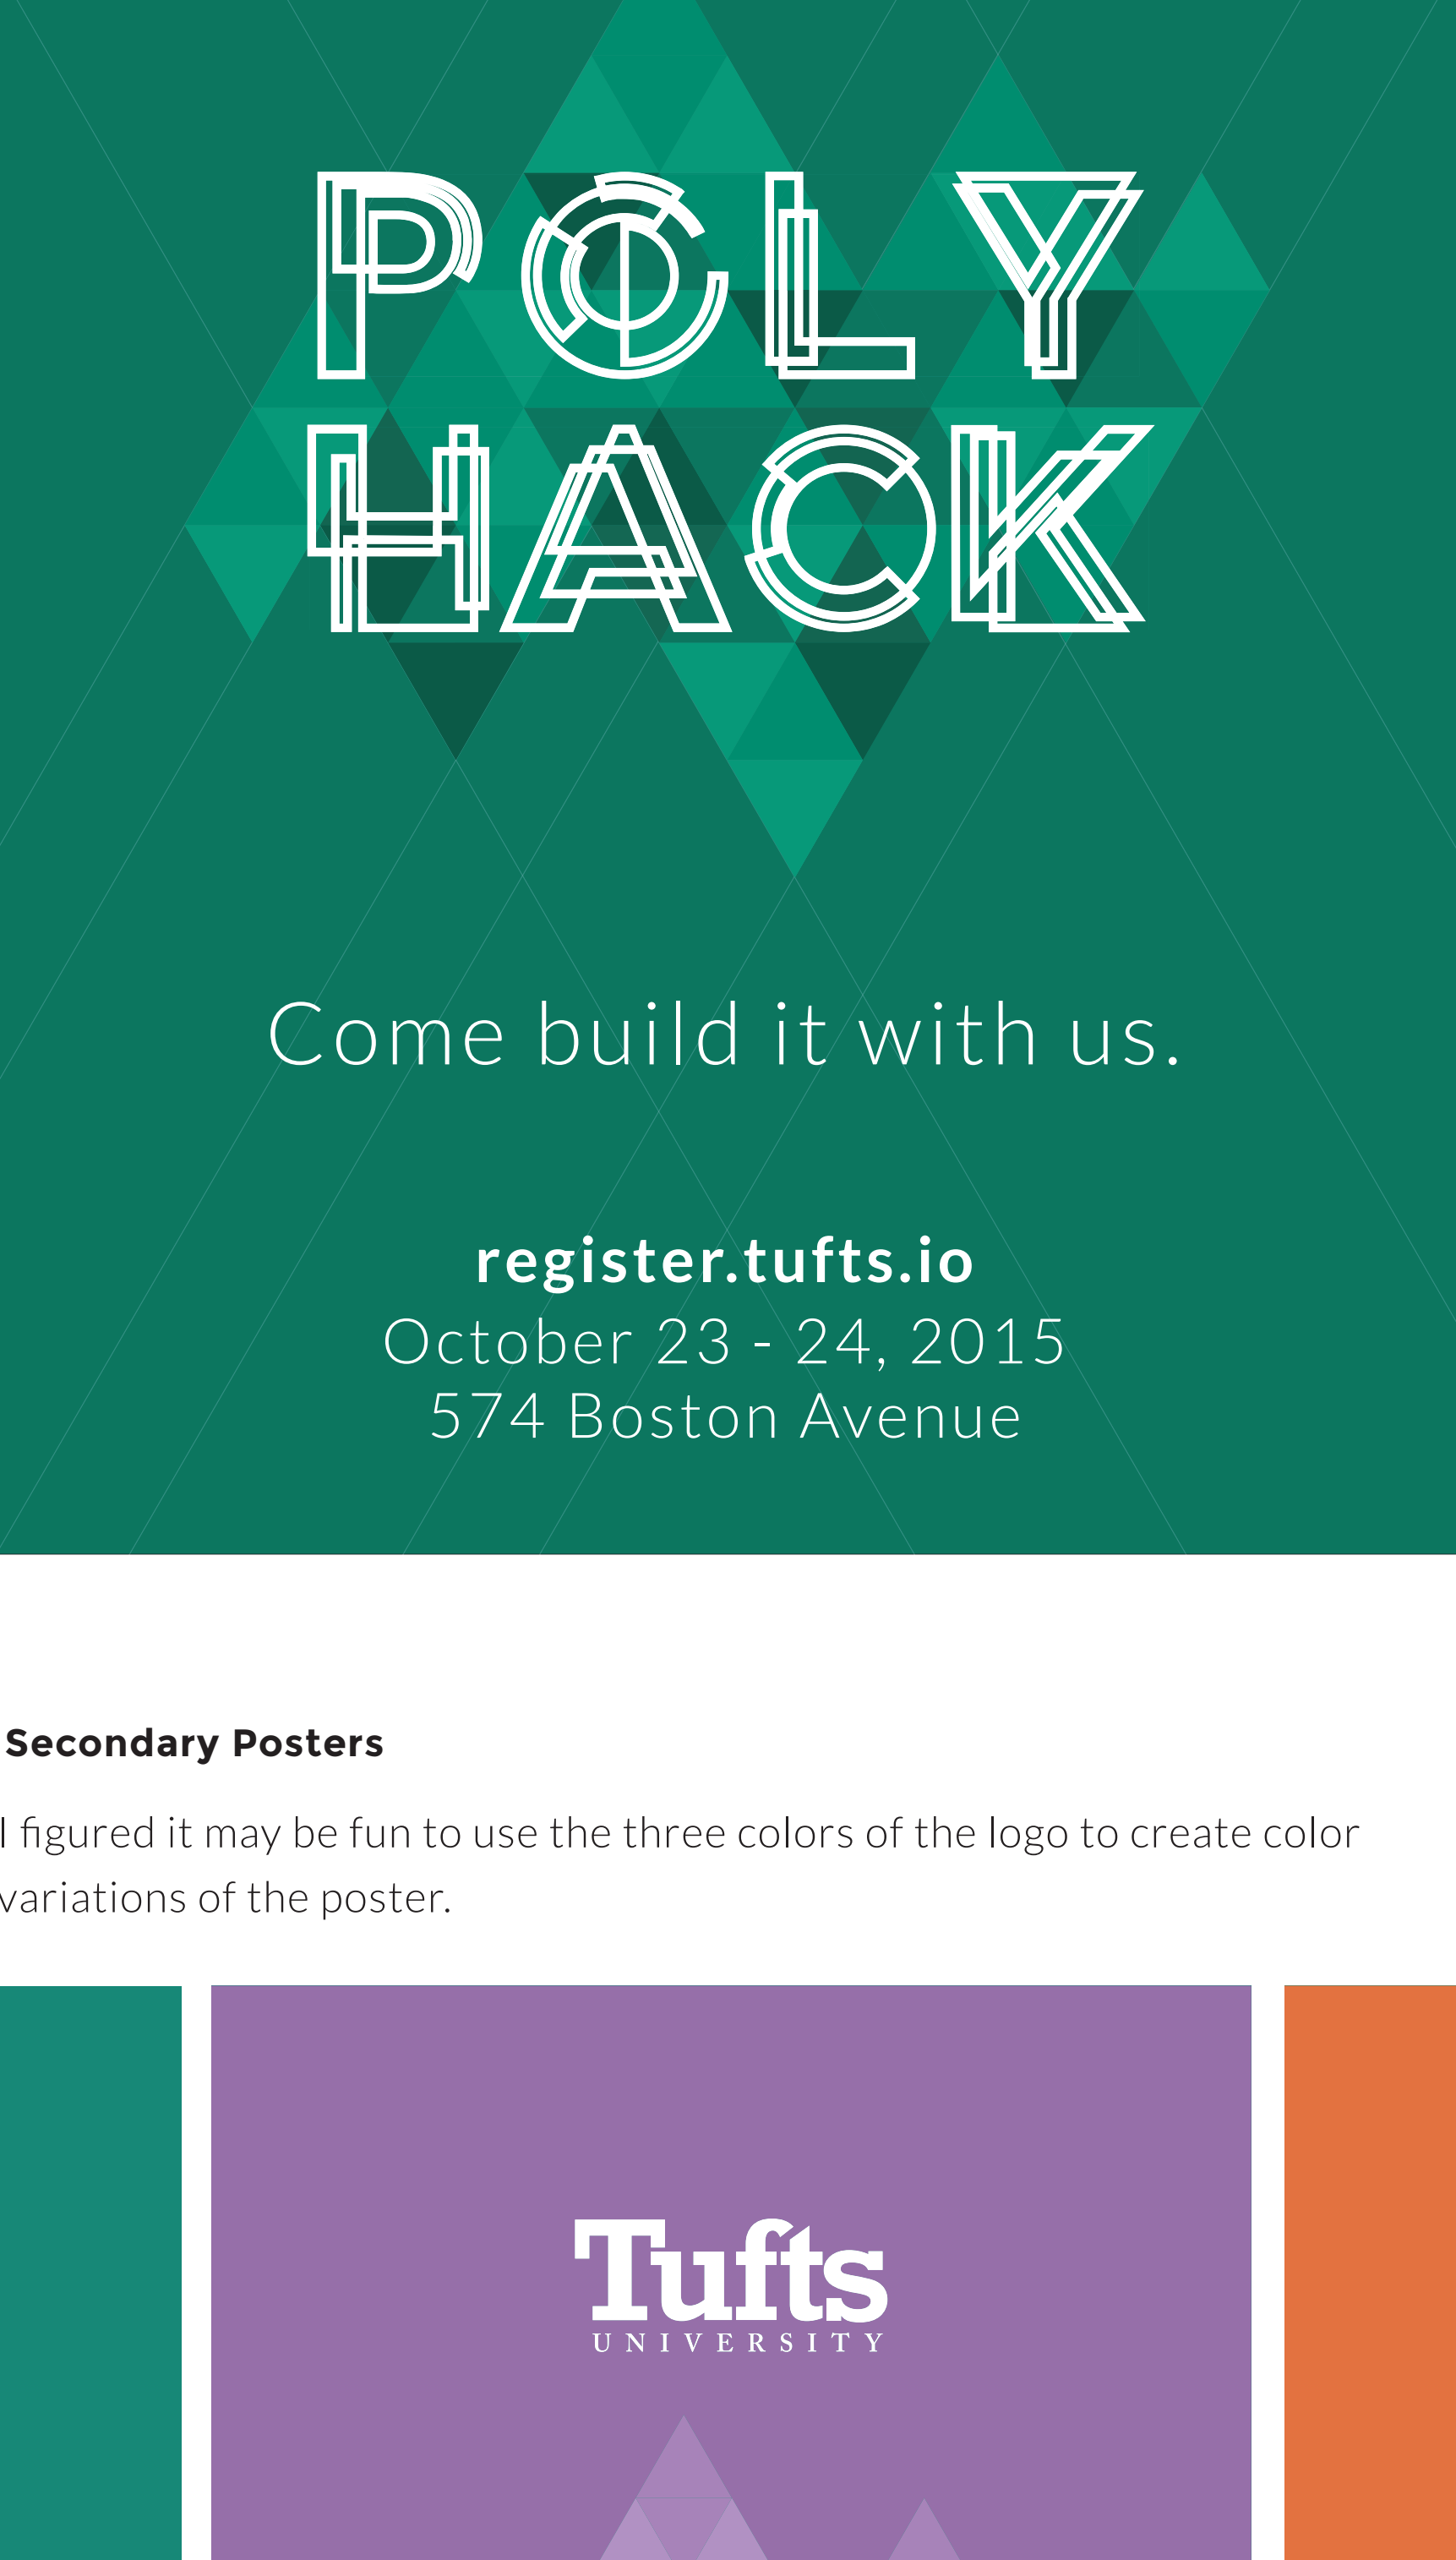 POLY
HACK
Come build it with us.
register.tufts.io
October 23 - 24, 2015
574 Boston Avenue
Secondary Posters
I figured it may be fun to use the three colors of the logo to create color
variations of the poster.
Tufts
UNIVERSITY